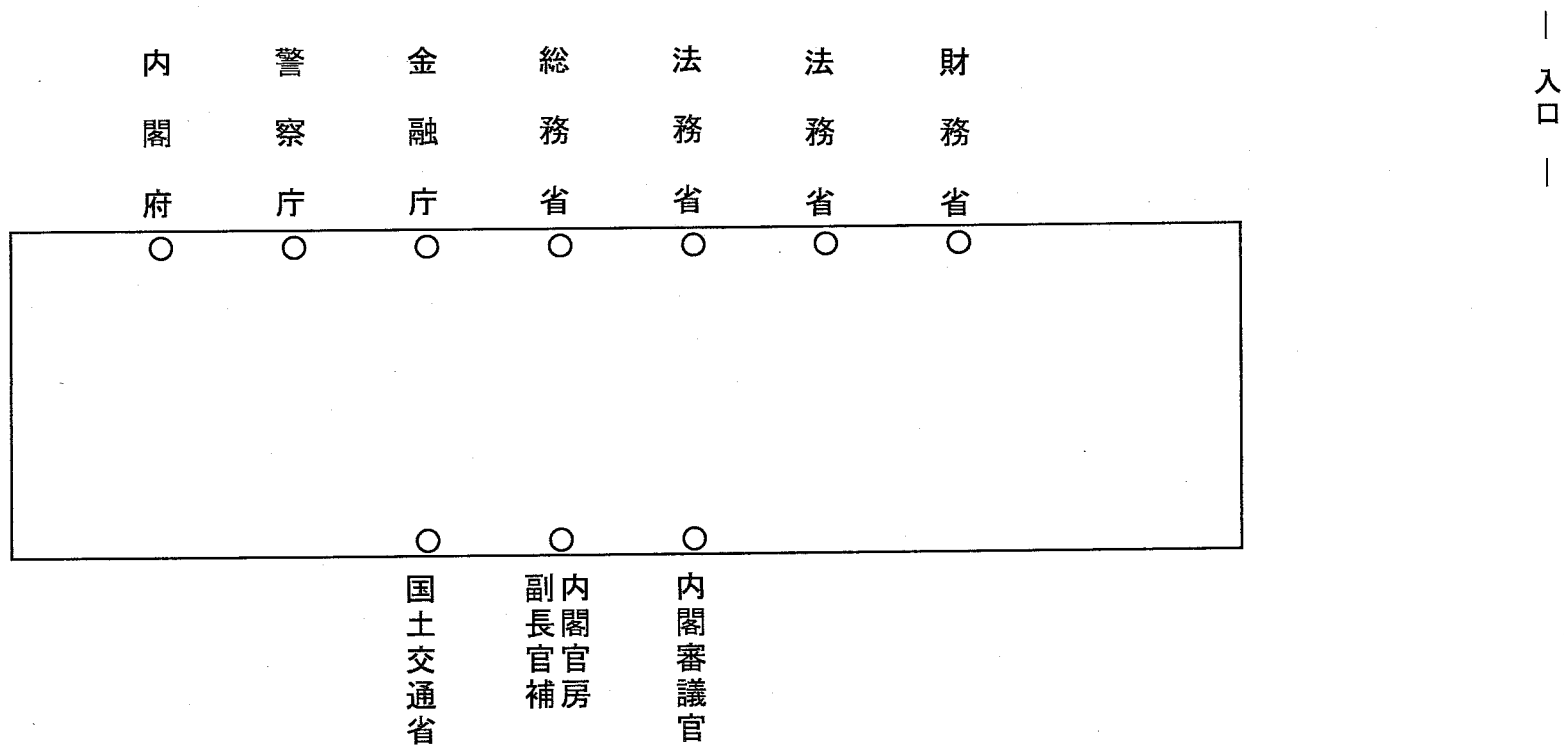 内閣府
警察庁
金融庁
総務省
法務省
法務省
財務省
― 入口 ―
国土交通省
内閣官房
副長官補
内閣審議官